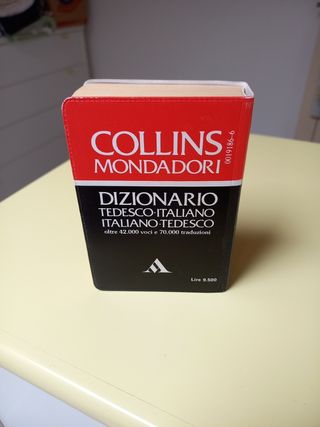 COLLINS
MONDADORI
0019186-6
DIZIONARIO
TEDESCO-ITALIANO
ITALIANO-TEDESCO
oltre 42.000 voci e 70.000 traduzioni
Lire 9.500